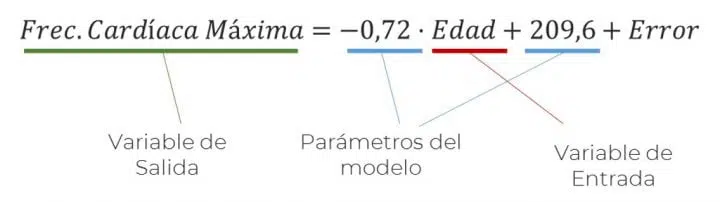 Frec. Cardíaca Máxima = −0,72 · Edad + 209,6 + Error
Variable de
Salida
Parámetros del
modelo
Variable de
Entrada